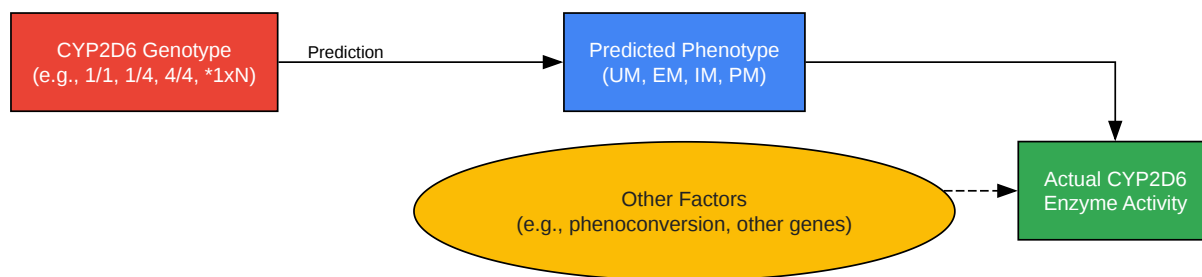 CYP2D6 Genotype
(e.g., 1/1, 1/4, 4/4, *1xN)
Prediction
Predicted Phenotype
(UM, EM, IM, PM)
Other Factors
(e.g., phenoconversion, other genes)
Actual CYP2D6
Enzyme Activity